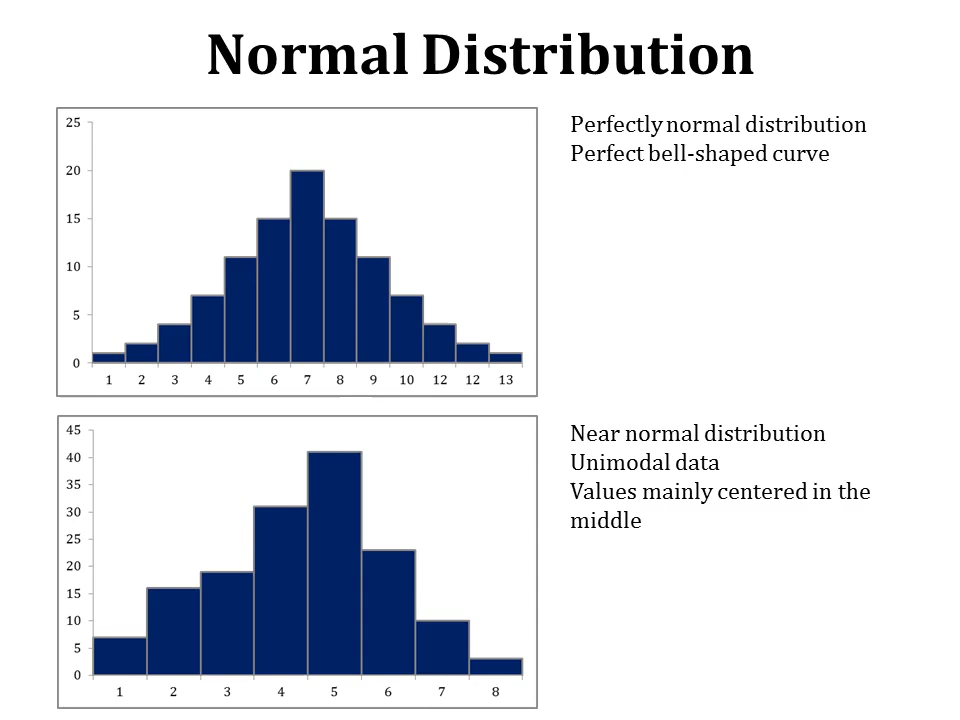 Normal Distribution
25
20
15
10
5
0
1 2 3 4 5 6 7 8 9 10 12 12 13
Perfectly normal distribution
Perfect bell-shaped curve
45
40
35
30
25
20
15
10
5
0
1 2 3 4 5 6 7 8
Near normal distribution
Unimodal data
Values mainly centered in the
middle